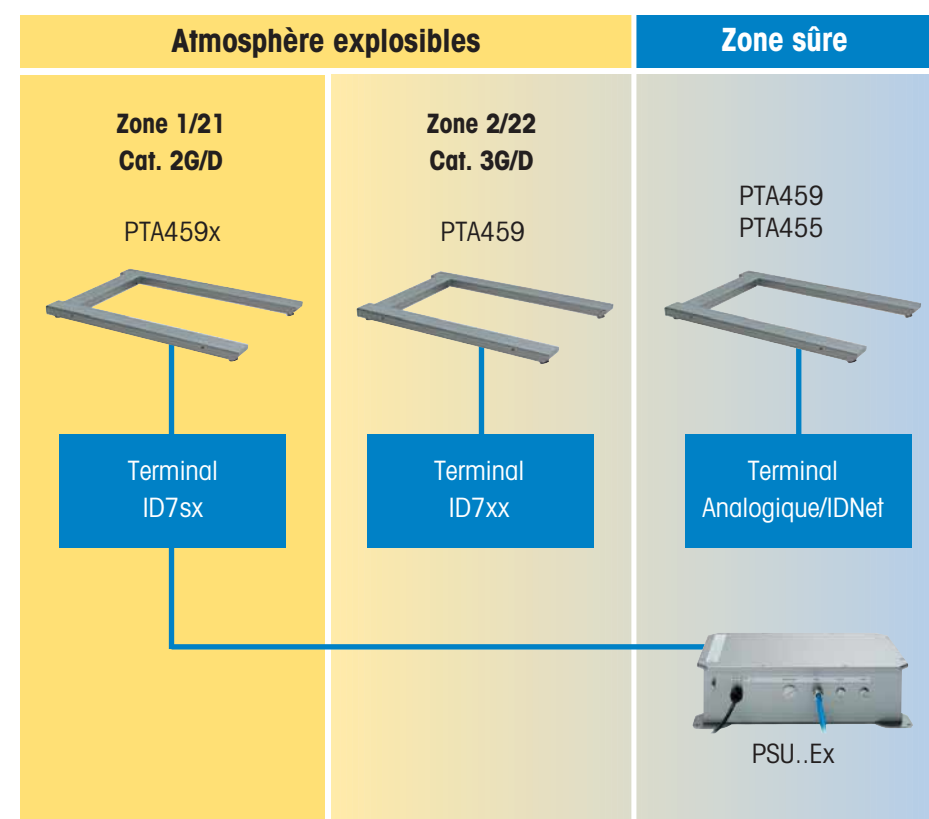 Atmosphère explosibles
Zone sûre
Zone 1/21
Cat. 2G/D
PTA459x
Terminal
ID7sx
Zone 2/22
Cat. 3G/D
PTA459
Terminal
ID7xx
PTA459
PTA455
Terminal
Analogique/IDNet
PSU..Ex